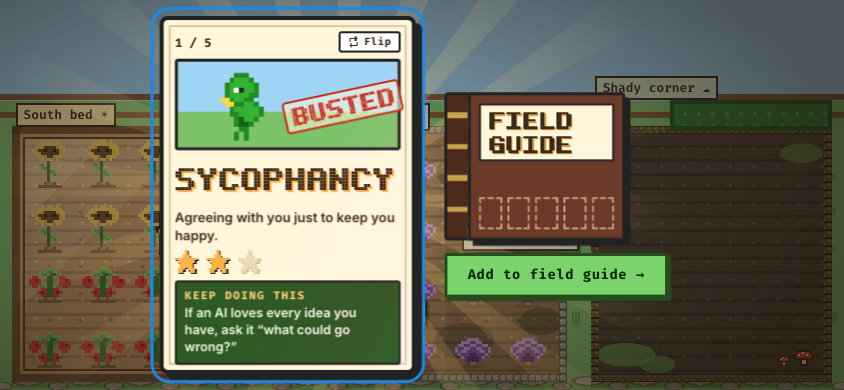 1 / 5
Flip
BUSTED
SYCOPHANCY
Agreeing with you just to keep you
happy.
KEEP DOING THIS
If an AI loves every idea you
have, ask it “what could go
wrong?”
South bed
Shady corner
FIELD
GUIDE
Add to field guide →